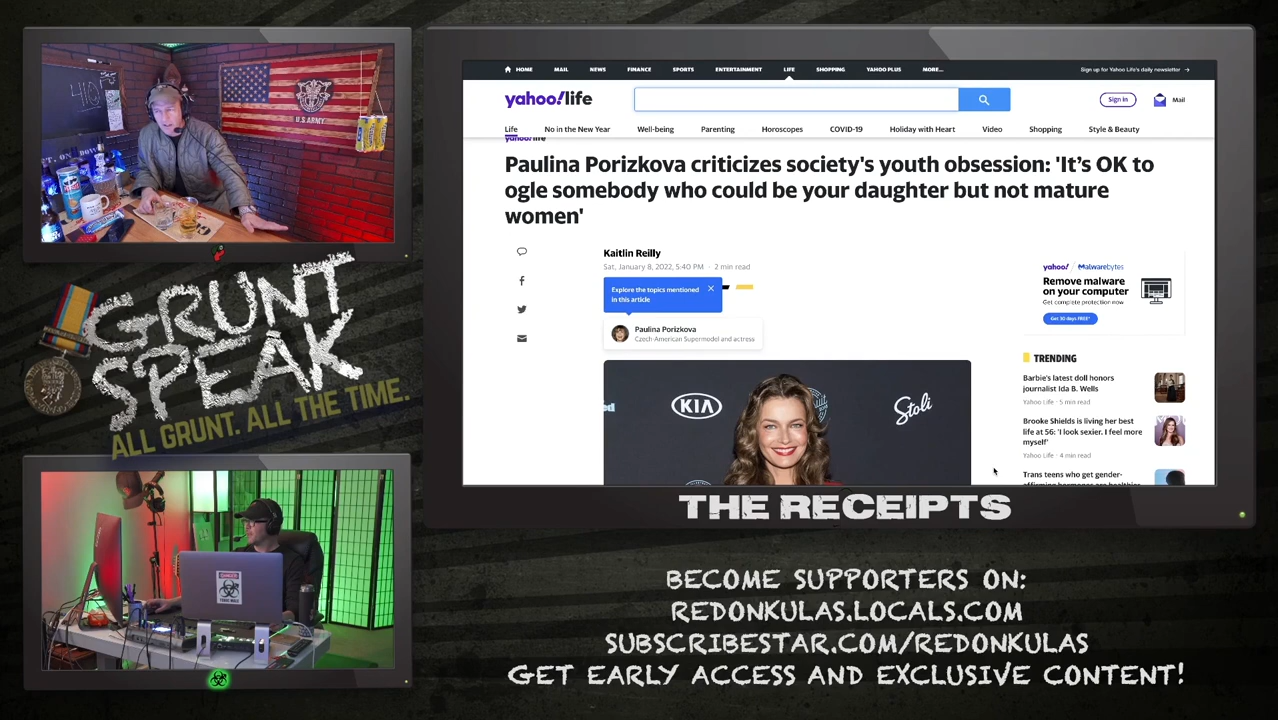 410
U.S. ARMY
GRUNT
SPEAK
ALL GRUNT. ALL THE TIME.
HOME MAIL NEWS FINANCE SPORTS ENTERTAINMENT LIFE SHOPPING YAHOO PLUS MORE... Sign up for Yahoo Life's daily newsletter →
yahoo!life Sign in Mail
Life No in the New Year Well-being Parenting Horoscopes COVID-19 Holiday with Heart Video Shopping Style & Beauty
yahoo!life
Paulina Porizkova criticizes society's youth obsession: 'It's OK to
ogle somebody who could be your daughter but not mature
women'
Kaitlin Reilly
Sat, January 8, 2022, 5:40 PM · 2 min read
Explore the topics mentioned
in this article
Paulina Porizkova
Czech-American Supermodel and actress
KIA
Stoli
yahoo! / Malwarebytes
Remove malware
on your computer
Get complete protection now
Get 30 days FREE*
TRENDING
Barbie's latest doll honors
journalist Ida B. Wells
Yahoo Life · 5 min read
Brooke Shields is living her best
life at 56: 'I look sexier. I feel more
myself'
Yahoo Life · 4 min read
Trans teens who get gender-
affirming hormones are healthier
THE RECEIPTS
BECOME SUPPORTERS ON:
REDONKULAS.LOCALS.COM
SUBSCRIBESTAR.COM/REDONKULAS
GET EARLY ACCESS AND EXCLUSIVE CONTENT!